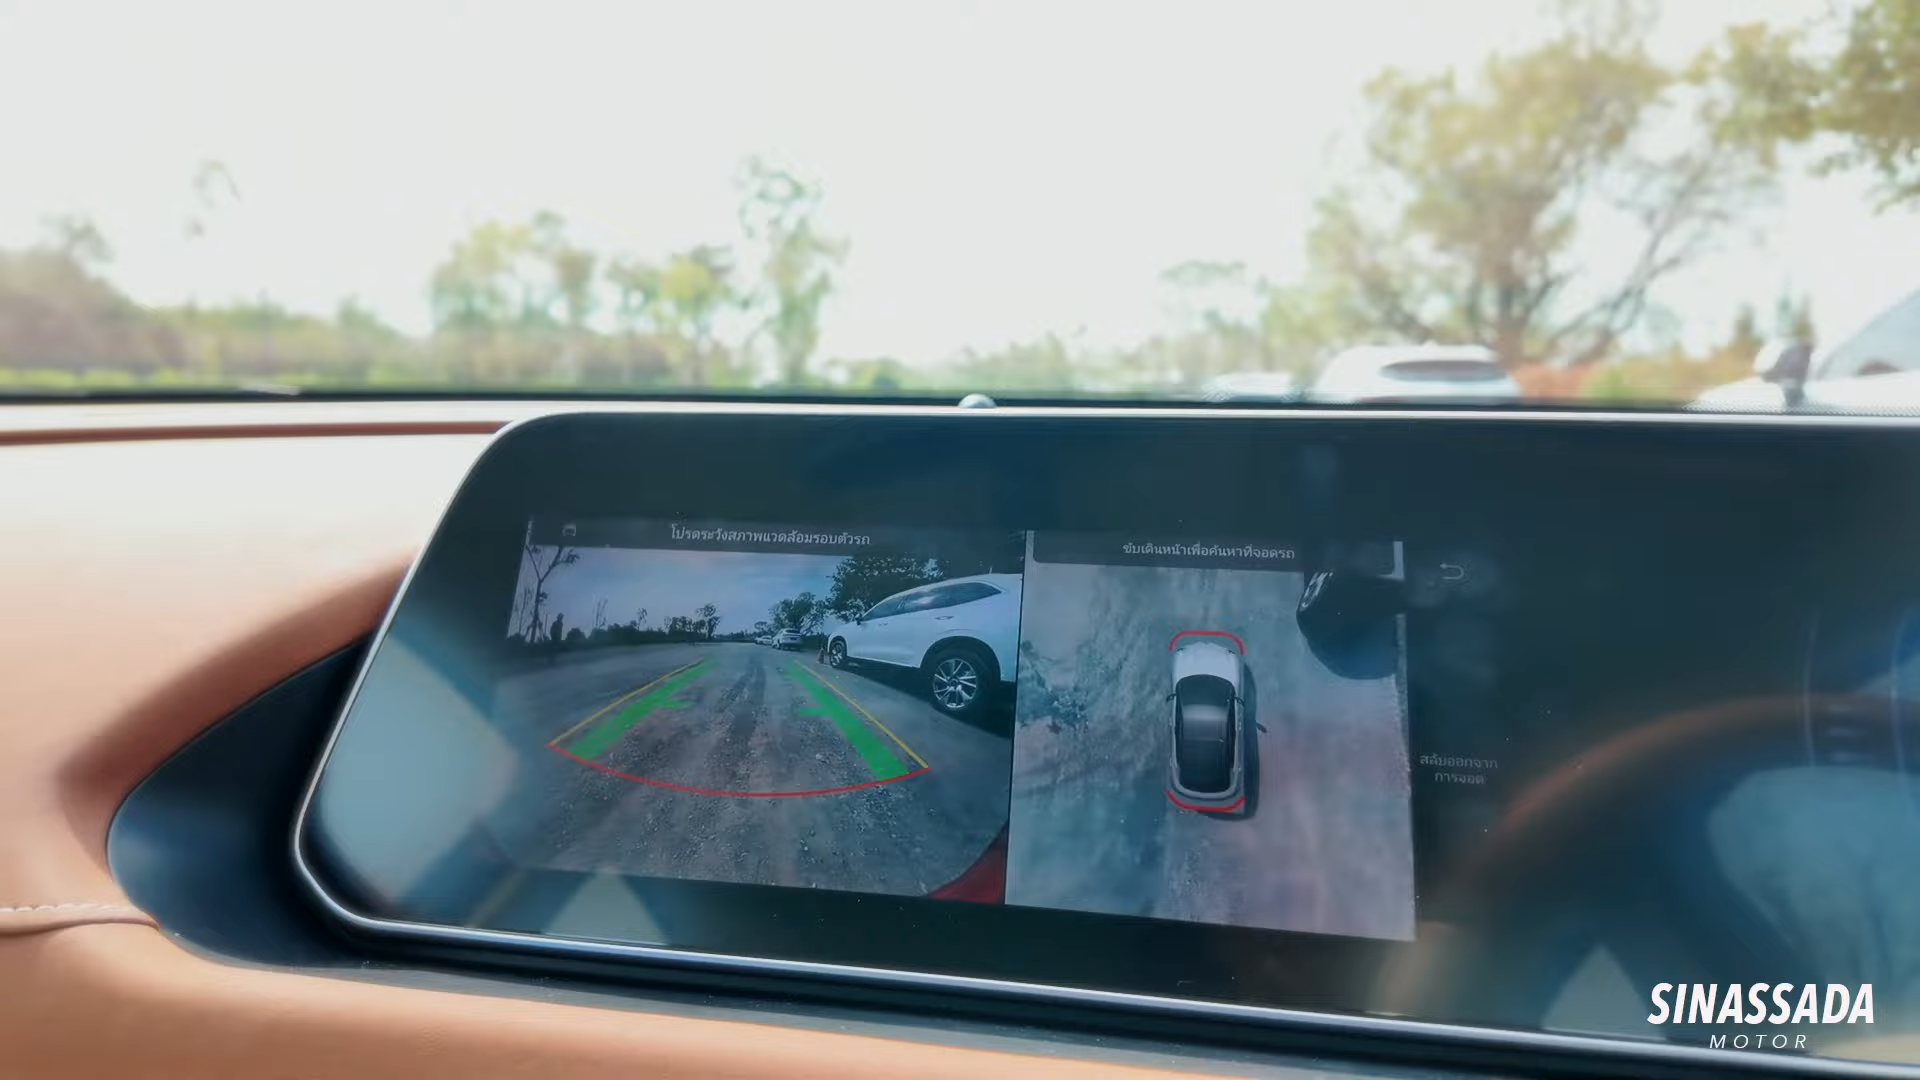 โปรดระวังสภาพแวดล้อมรอบตัวรถ
ขับเดินหน้าเพื่อค้นหาที่จอดรถ
สลับออกจาก
การจอด
SINASSADA
MOTOR